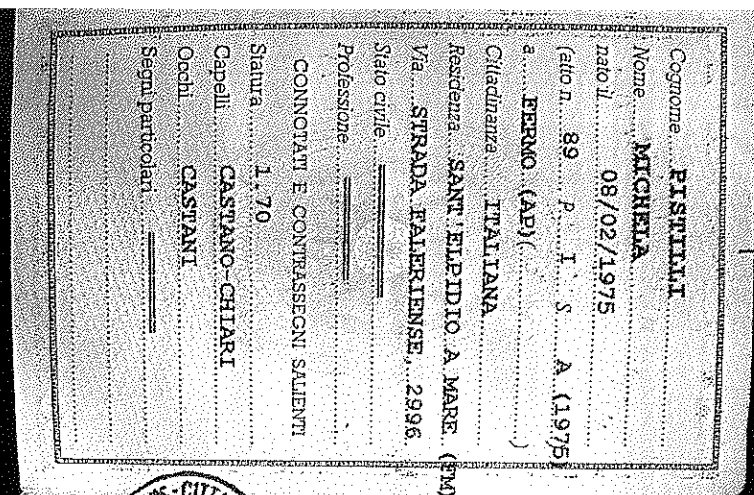 Cognome PISTILLI
Nome MICHELA
nato il 08/02/1975
(atto n. 89 P. I S. A (1975)
a FERMO (AP)( )
Cittadinanza ITALIANA
Residenza SANT'ELPIDIO A MARE (FM)
Via STRADA FALERIENSE, 2996
Stato civile
Professione
CONNOTATI E CONTRASSEGNI SALIENTI
Statura 1.70
Capelli CASTANO-CHIARI
Occhi CASTANI
Segni particolari